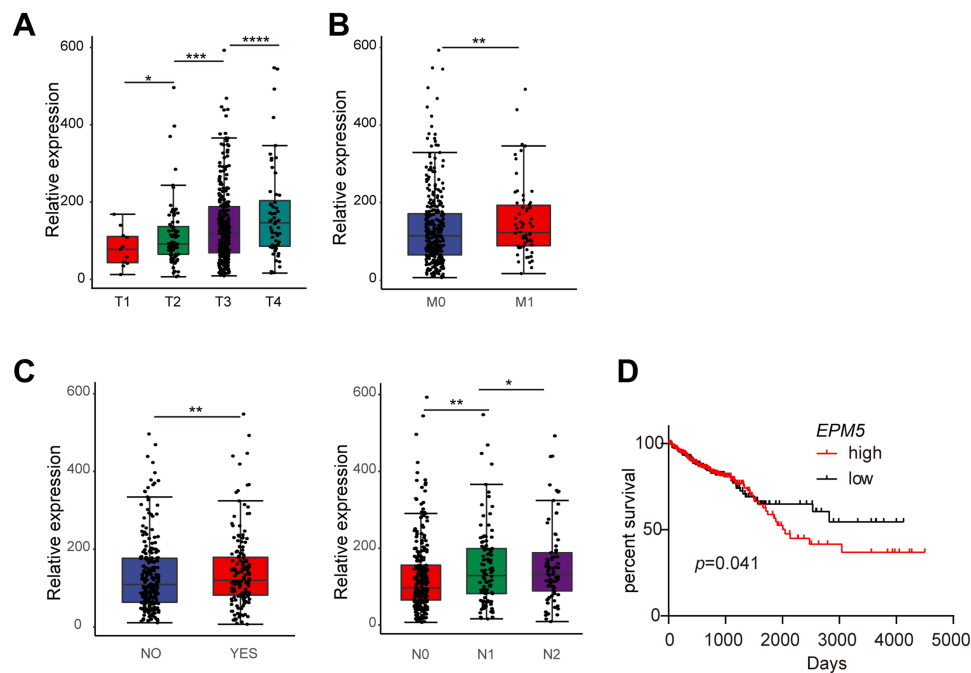 A
Relative expression
600
400
200
0
*
***
****
T1 T2 T3 T4
B
Relative expression
600
400
200
0
**
M0 M1
C
Relative expression
600
400
200
0
**
NO YES
Relative expression
600
400
200
0
**
*
N0 N1 N2
D
EPM5
high
low
percent survival
100
50
0
p=0.041
0 1000 2000 3000 4000 5000
Days